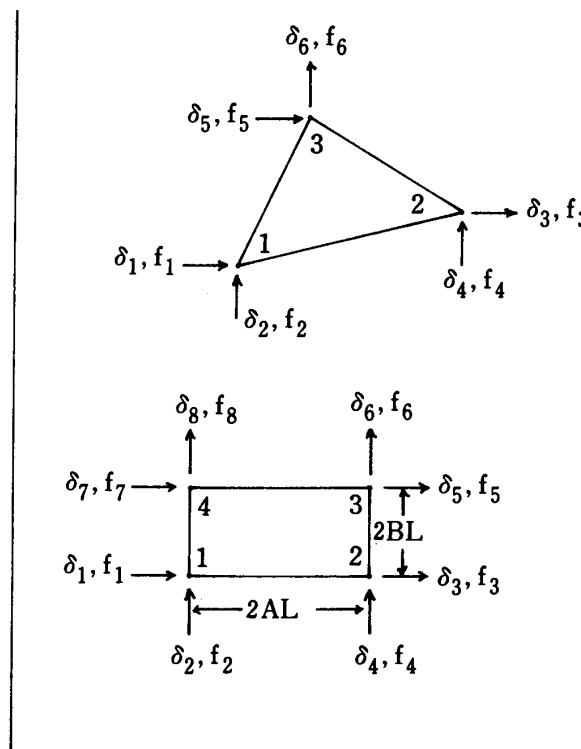 δ₆, f₆
δ₅, f₅
3
2
δ₃, f₃
1
δ₁, f₁
δ₄, f₄
δ₂, f₂
δ₈, f₈ δ₆, f₆
δ₇, f₇ 4 3 δ₅, f₅
2BL
δ₁, f₁ 1 2 δ₃, f₃
2AL
δ₂, f₂ δ₄, f₄